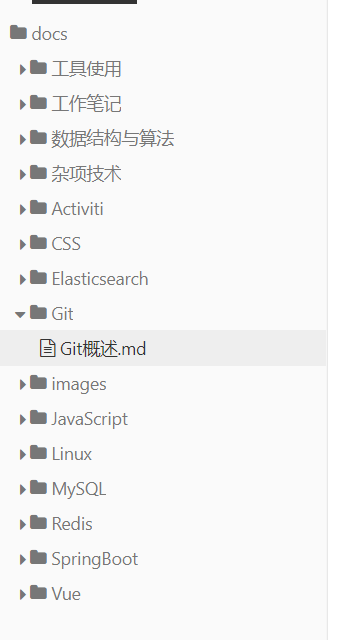 docs
工具使用
工作笔记
数据结构与算法
杂项技术
Activiti
CSS
Elasticsearch
Git
Git概述.md
images
JavaScript
Linux
MySQL
Redis
SpringBoot
Vue